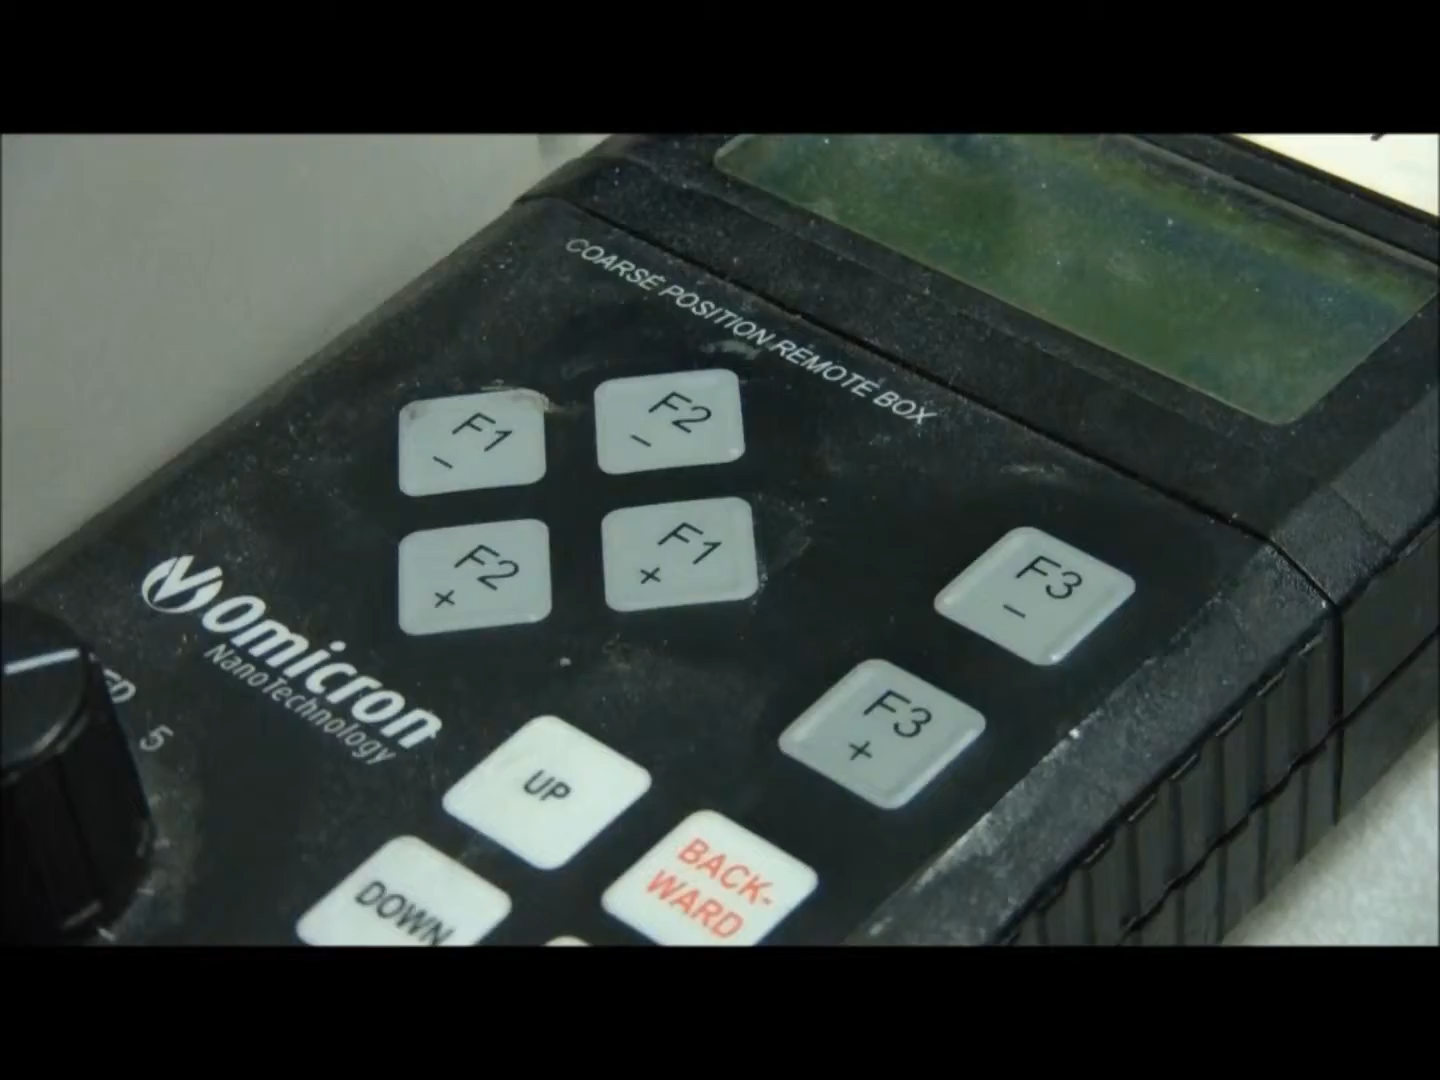 COARSE POSITION REMOTE BOX
F1
-
F2
-
F2
×
F1
×
F3
-
F3
+
omicron
NanoTechnology
5
UP
BACK-
WARD
DOWN